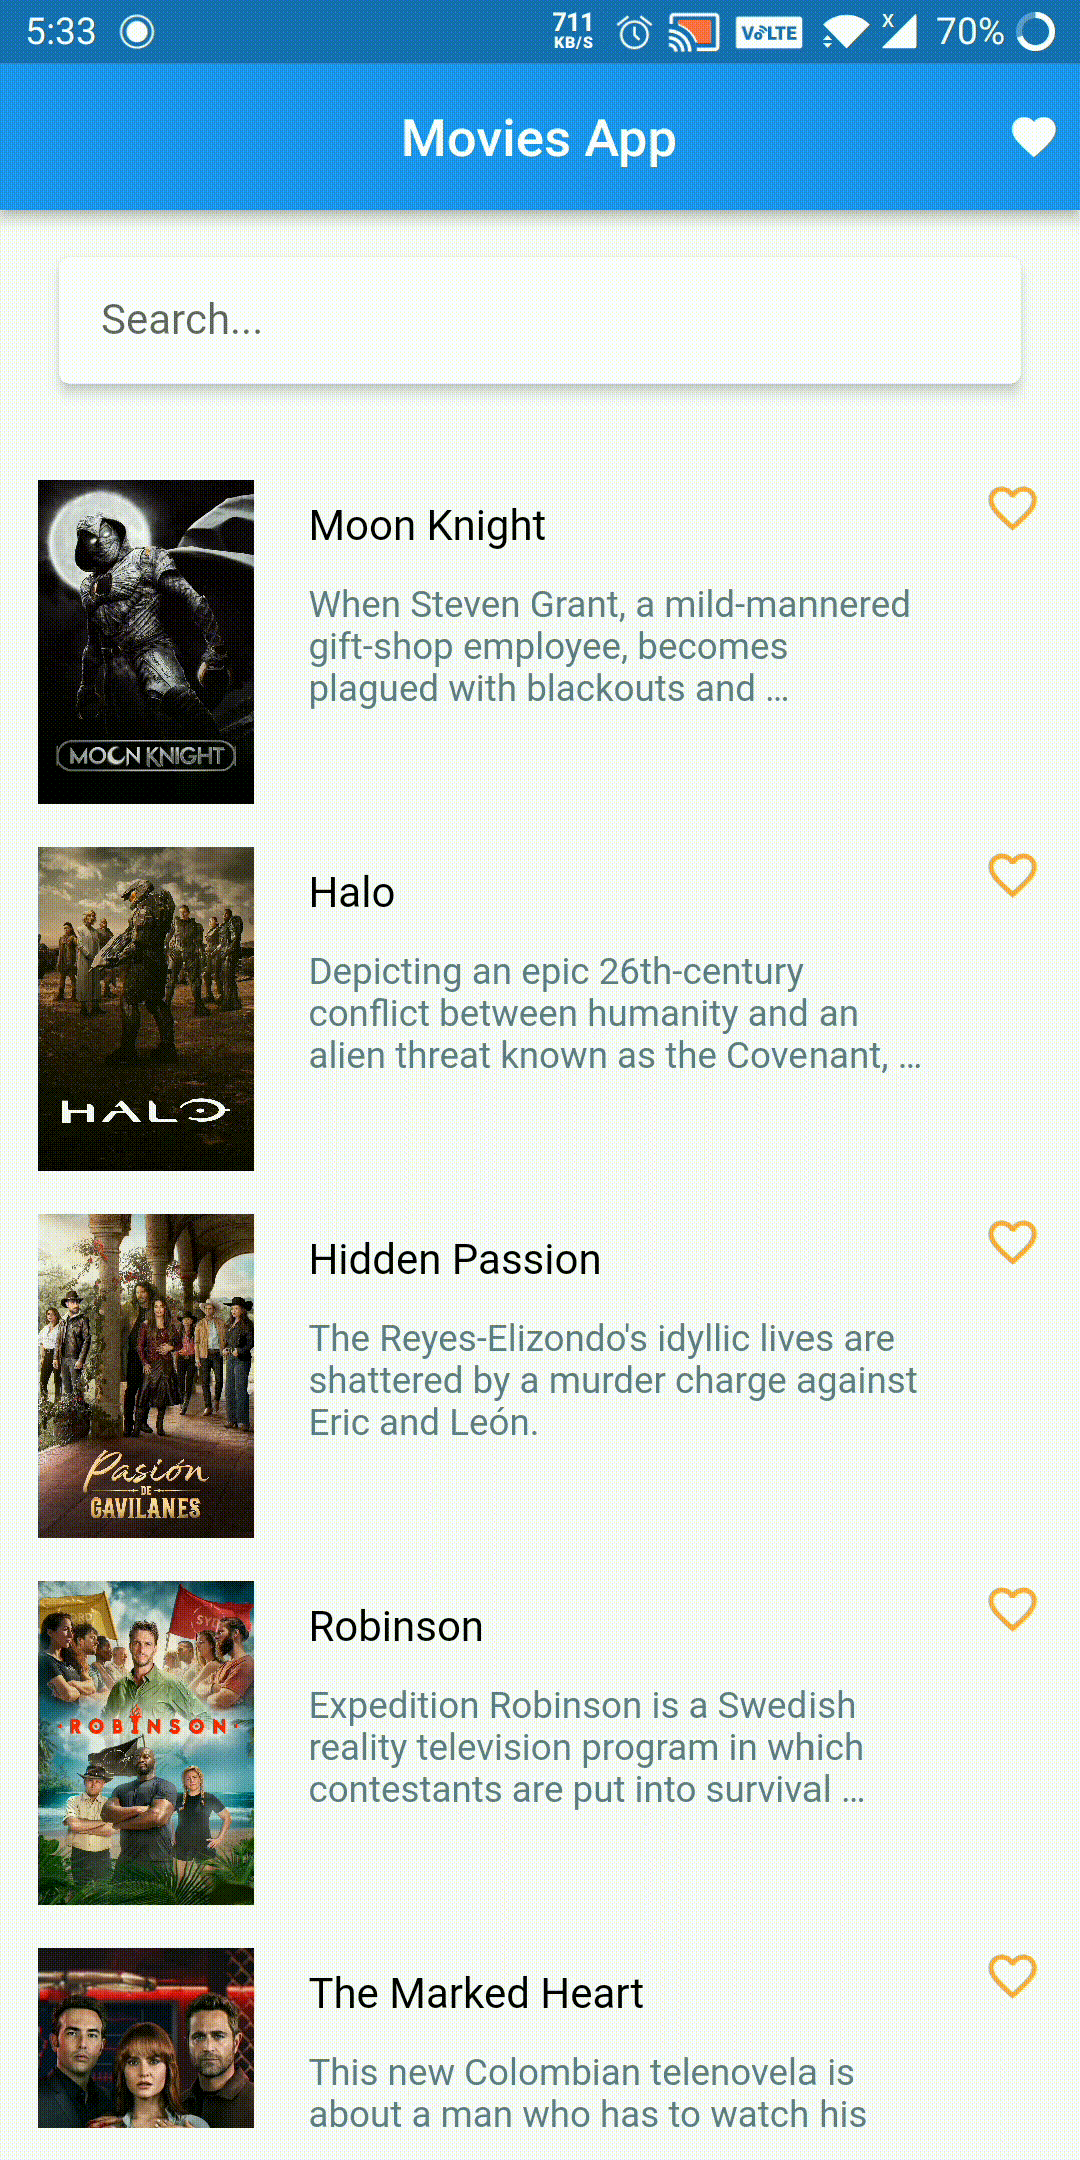 5:33
711
KB/S
VoLTE
X
70%
Movies App
Search...
MOON KNIGHT
Moon Knight
When Steven Grant, a mild-mannered
gift-shop employee, becomes
plagued with blackouts and ...
HALO
Halo
Depicting an epic 26th-century
conflict between humanity and an
alien threat known as the Covenant, ...
Pasión
DE
GAVILANES
Hidden Passion
The Reyes-Elizondo's idyllic lives are
shattered by a murder charge against
Eric and León.
ROBINSON
Robinson
Expedition Robinson is a Swedish
reality television program in which
contestants are put into survival ...
The Marked Heart
This new Colombian telenovela is
about a man who has to watch his